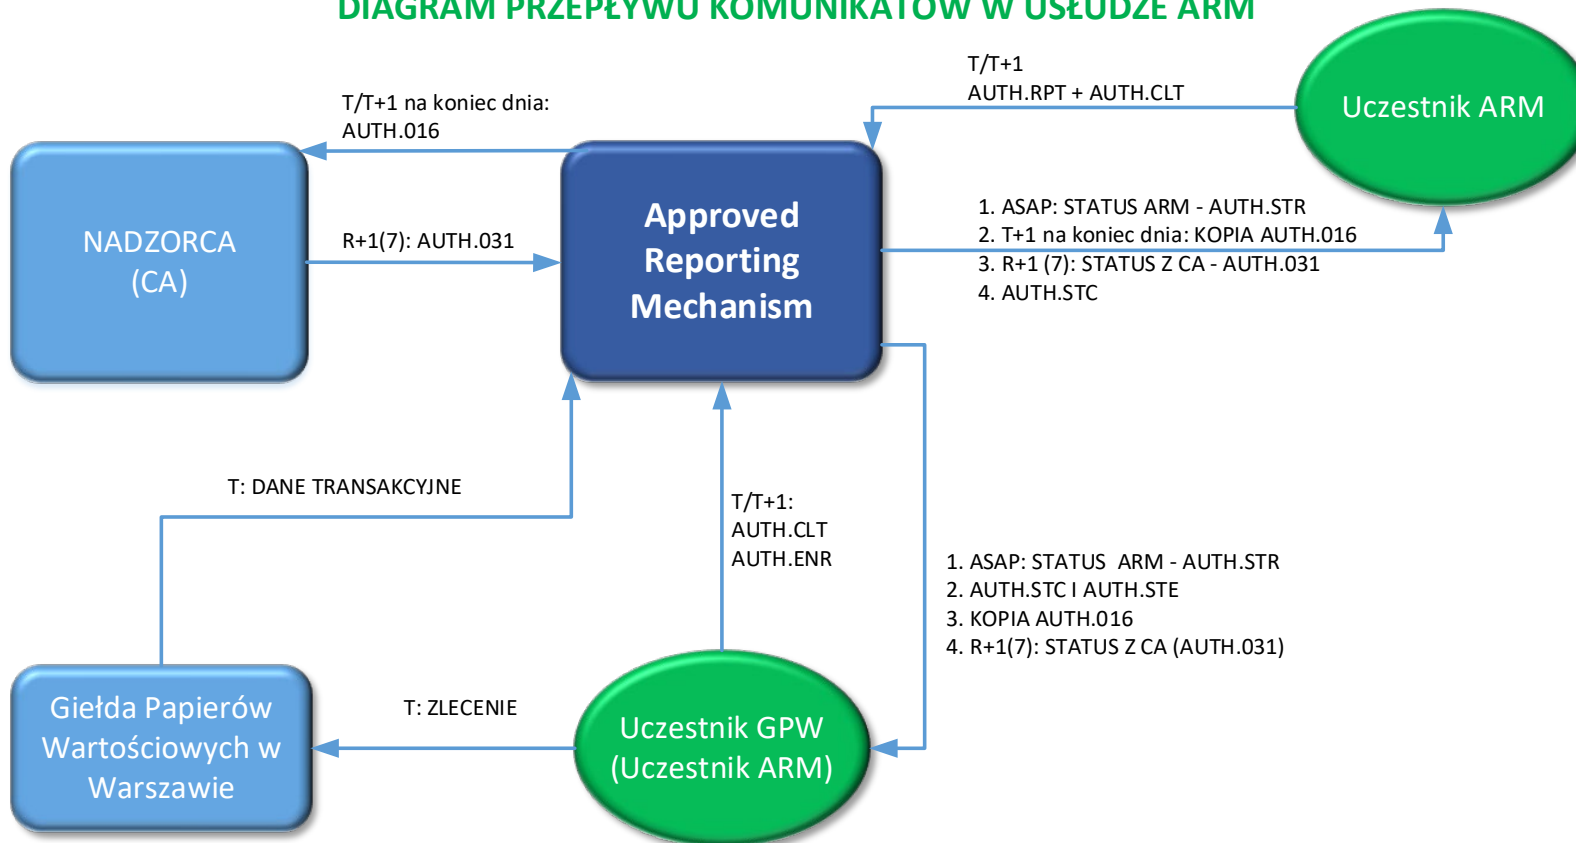 DIAGRAM PRZEPŁYWU KOMUNIKATÓW W USŁUDZE ARM
T/T+1
AUTH.RPT + AUTH.CLT
Uczestnik ARM
T/T+1 na koniec dnia:
AUTH.016
NADZORCA
(CA)
R+1(7): AUTH.031
Approved
Reporting
Mechanism
1. ASAP: STATUS ARM - AUTH.STR
2. T+1 na koniec dnia: KOPIA AUTH.016
3. R+1 (7): STATUS Z CA - AUTH.031
4. AUTH.STC
T: DANE TRANSAKCYJNE
T/T+1:
AUTH.CLT
AUTH.ENR
1. ASAP: STATUS  ARM - AUTH.STR
2. AUTH.STC I AUTH.STE
3. KOPIA AUTH.016
4. R+1(7): STATUS Z CA (AUTH.031)
Giełda Papierów
Wartościowych w
Warszawie
T: ZLECENIE
Uczestnik GPW
(Uczestnik ARM)